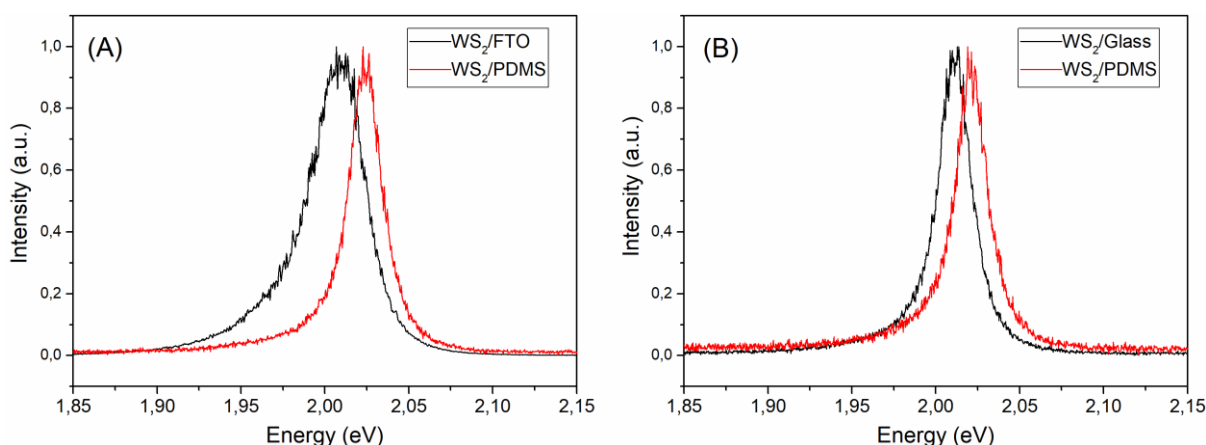 (A)
WS₂/FTO
WS₂/PDMS
1,0
0,8
0,6
0,4
0,2
0,0
Intensity (a.u.)
1,85 1,90 1,95 2,00 2,05 2,10 2,15
Energy (eV)
(B)
WS₂/Glass
WS₂/PDMS
1,0
0,8
0,6
0,4
0,2
0,0
Intensity (a.u.)
1,85 1,90 1,95 2,00 2,05 2,10 2,15
Energy (eV)